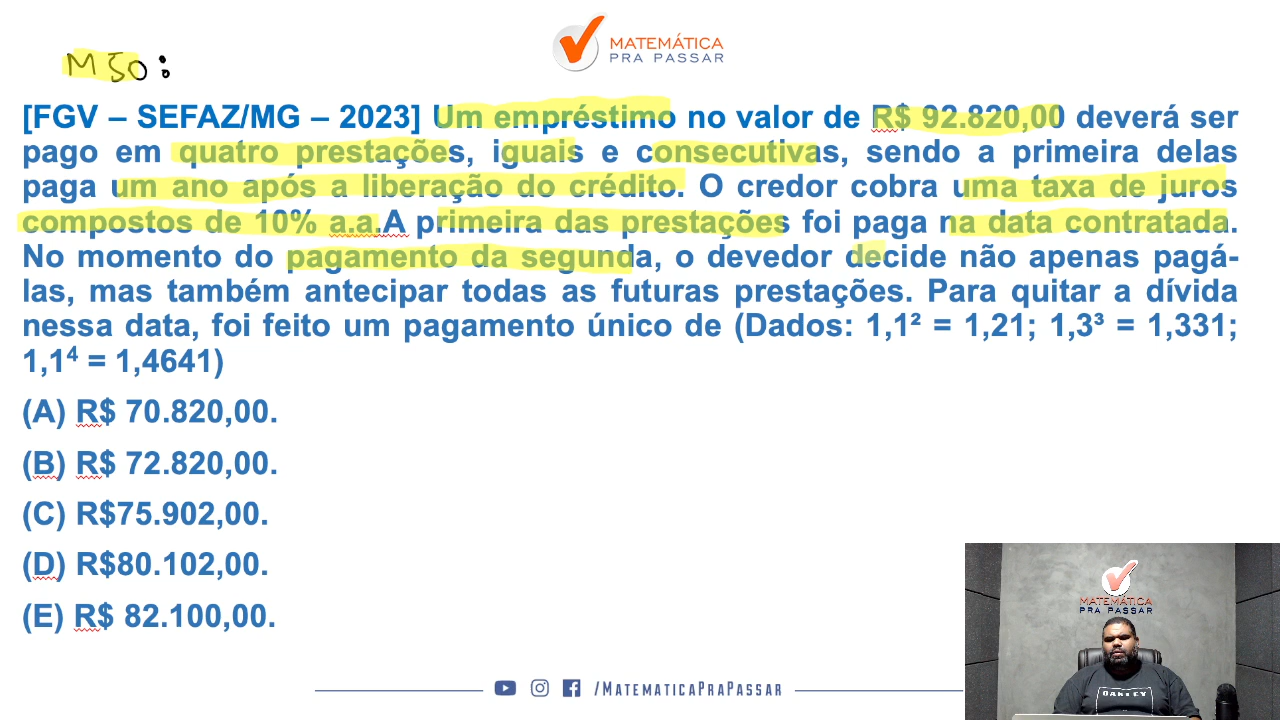 MATEMÁTICA
PRA PASSAR
M50:
[FGV – SEFAZ/MG – 2023] Um empréstimo no valor de R$ 92.820,00 deverá ser
pago em quatro prestações, iguais e consecutivas, sendo a primeira delas
paga um ano após a liberação do crédito. O credor cobra uma taxa de juros
compostos de 10% a.a.A primeira das prestações foi paga na data contratada.
No momento do pagamento da segunda, o devedor decide não apenas pagá-
las, mas também antecipar todas as futuras prestações. Para quitar a dívida
nessa data, foi feito um pagamento único de (Dados: 1,1² = 1,21; 1,3³ = 1,331;
1,1⁴ = 1,4641)
(A) R$ 70.820,00.
(B) R$ 72.820,00.
(C) R$75.902,00.
(D) R$80.102,00.
(E) R$ 82.100,00.
MATEMÁTICA
PRA PASSAR
OAKLEY
/MATEMATICAPRAPASSAR